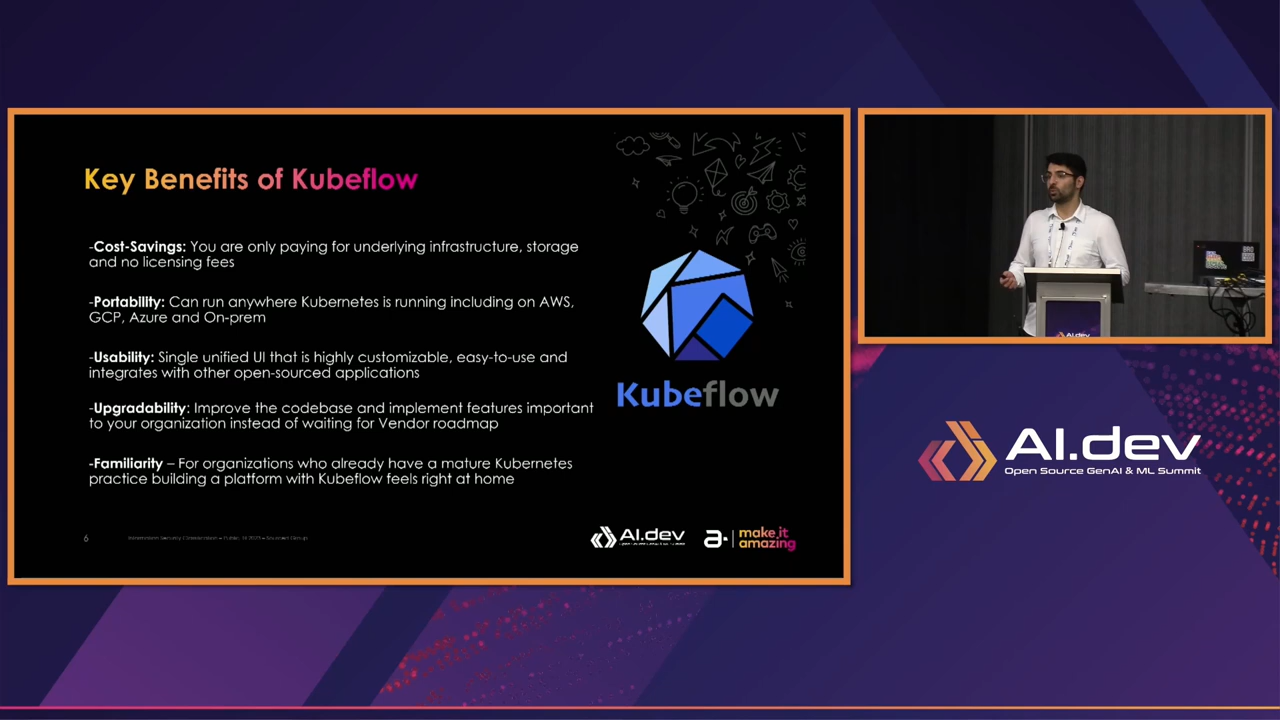 Key Benefits of Kubeflow
-Cost-Savings: You are only paying for underlying infrastructure, storage
and no licensing fees
-Portability: Can run anywhere Kubernetes is running including on AWS,
GCP, Azure and On-prem
-Usability: Single unified UI that is highly customizable, easy-to-use and
integrates with other open-sourced applications
-Upgradability: Improve the codebase and implement features important
to your organization instead of waiting for Vendor roadmap
-Familiarity – For organizations who already have a mature Kubernetes
practice building a platform with Kubeflow feels right at home
Kubeflow
6
AI.dev
a· | make it
amazing
AI.dev
AI.dev
Open Source GenAI & ML Summit